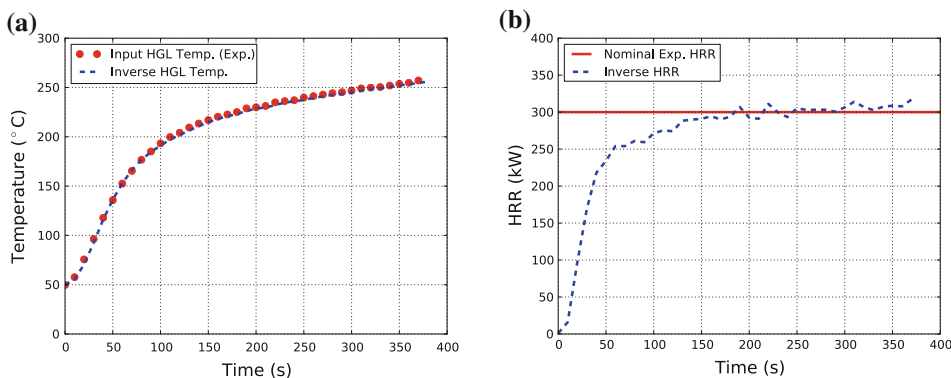 (a)
300
250
200
150
100
50
0
Temperature (°C)
Input HGL Temp. (Exp.)
Inverse HGL Temp.
0 50 100 150 200 250 300 350 400
Time (s)
(b)
400
350
300
250
200
150
100
50
0
HRR (kW)
Nominal Exp. HRR
Inverse HRR
0 50 100 150 200 250 300 350 400
Time (s)